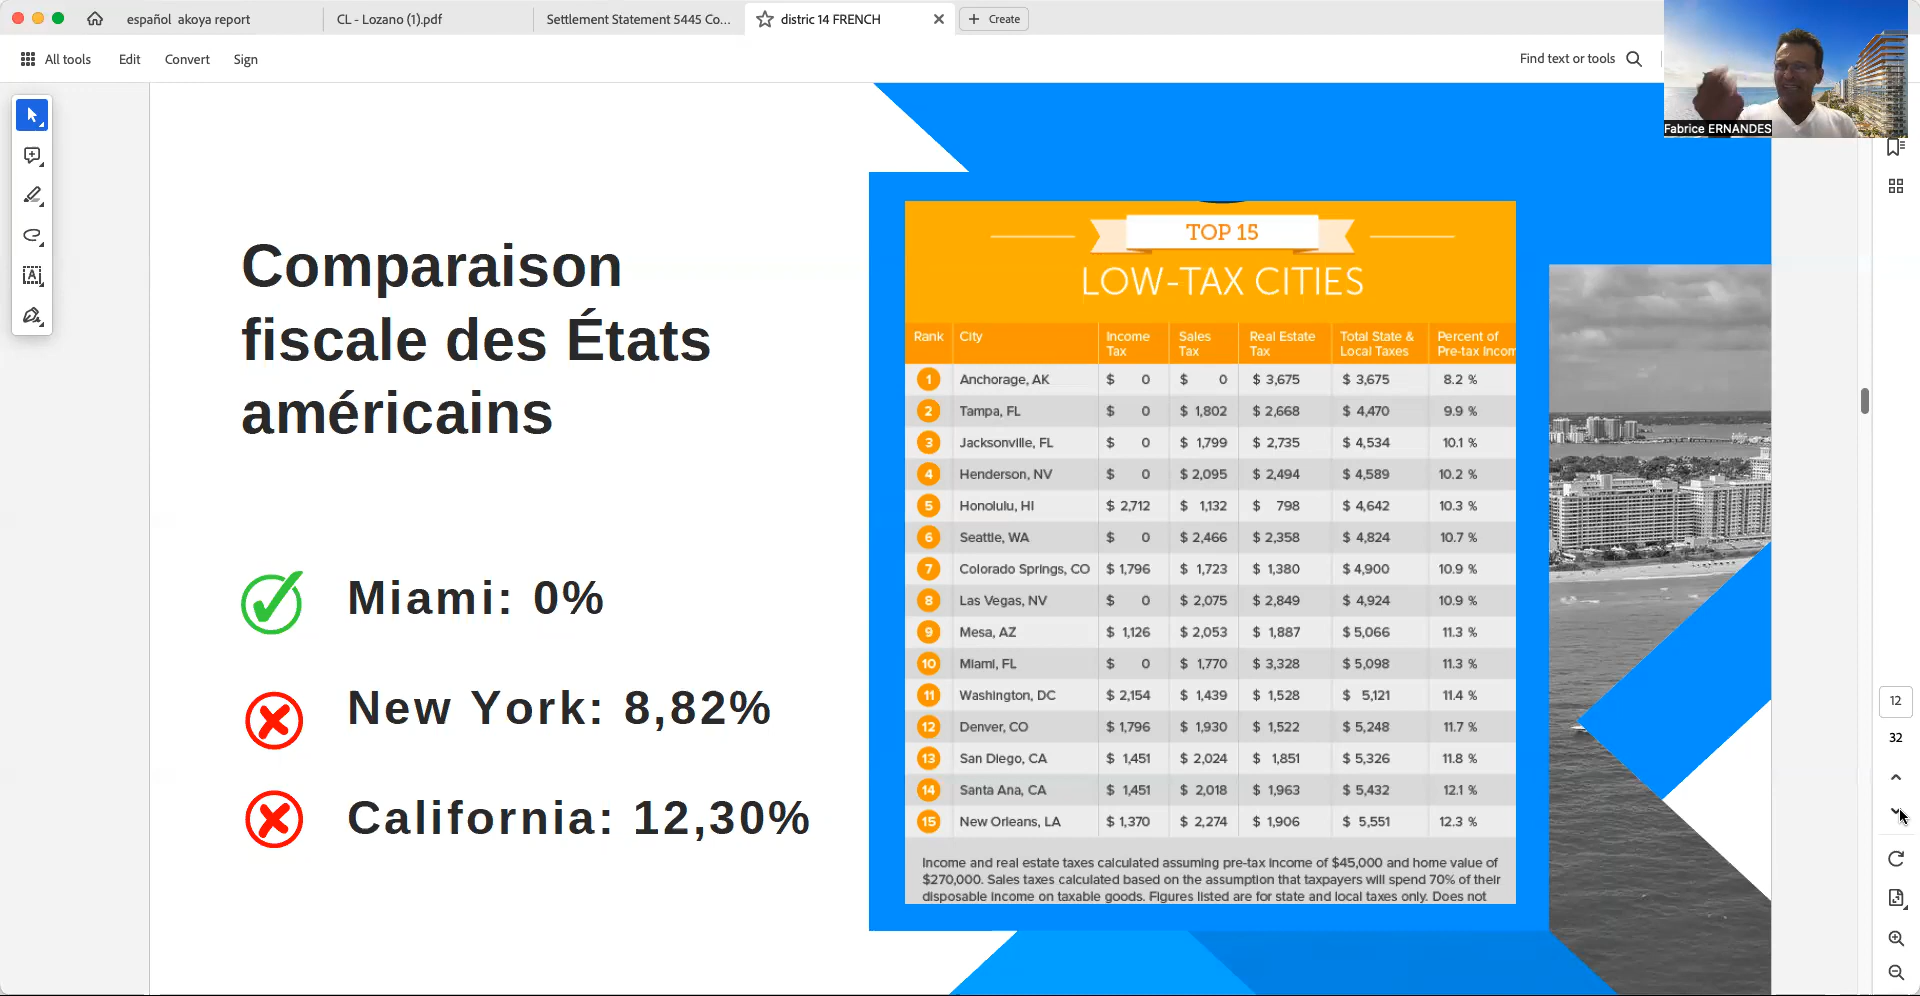 español akoya report
CL - Lozano (1).pdf
Settlement Statement 5445 Co...
distric 14 FRENCH
Create
All tools
Edit
Convert
Sign
Find text or tools
Fabrice ERNANDES
Comparaison
fiscale des États
américains
Miami: 0%
New York: 8,82%
California: 12,30%
TOP 15
LOW-TAX CITIES
Rank City Income Tax Sales Tax Real Estate Tax Total State & Local Taxes Percent of Pre-tax Incom
1 Anchorage, AK $ 0 $ 0 $ 3,675 $ 3,675 8.2 %
2 Tampa, FL $ 0 $ 1,802 $ 2,668 $ 4,470 9.9 %
3 Jacksonville, FL $ 0 $ 1,799 $ 2,735 $ 4,534 10.1 %
4 Henderson, NV $ 0 $ 2,095 $ 2,494 $ 4,589 10.2 %
5 Honolulu, HI $ 2,712 $ 1,132 $ 798 $ 4,642 10.3 %
6 Seattle, WA $ 0 $ 2,466 $ 2,358 $ 4,824 10.7 %
7 Colorado Springs, CO $ 1,796 $ 1,723 $ 1,380 $ 4,900 10.9 %
8 Las Vegas, NV $ 0 $ 2,075 $ 2,849 $ 4,924 10.9 %
9 Mesa, AZ $ 1,126 $ 2,053 $ 1,887 $ 5,066 11.3 %
10 Miami, FL $ 0 $ 1,770 $ 3,328 $ 5,098 11.3 %
11 Washington, DC $ 2,154 $ 1,439 $ 1,528 $ 5,121 11.4 %
12 Denver, CO $ 1,796 $ 1,930 $ 1,522 $ 5,248 11.7 %
13 San Diego, CA $ 1,451 $ 2,024 $ 1,851 $ 5,326 11.8 %
14 Santa Ana, CA $ 1,451 $ 2,018 $ 1,963 $ 5,432 12.1 %
15 New Orleans, LA $ 1,370 $ 2,274 $ 1,906 $ 5,551 12.3 %
Income and real estate taxes calculated assuming pre-tax income of $45,000 and home value of
$270,000. Sales taxes calculated based on the assumption that taxpayers will spend 70% of their
disposable income on taxable goods. Figures listed are for state and local taxes only. Does not
12
32